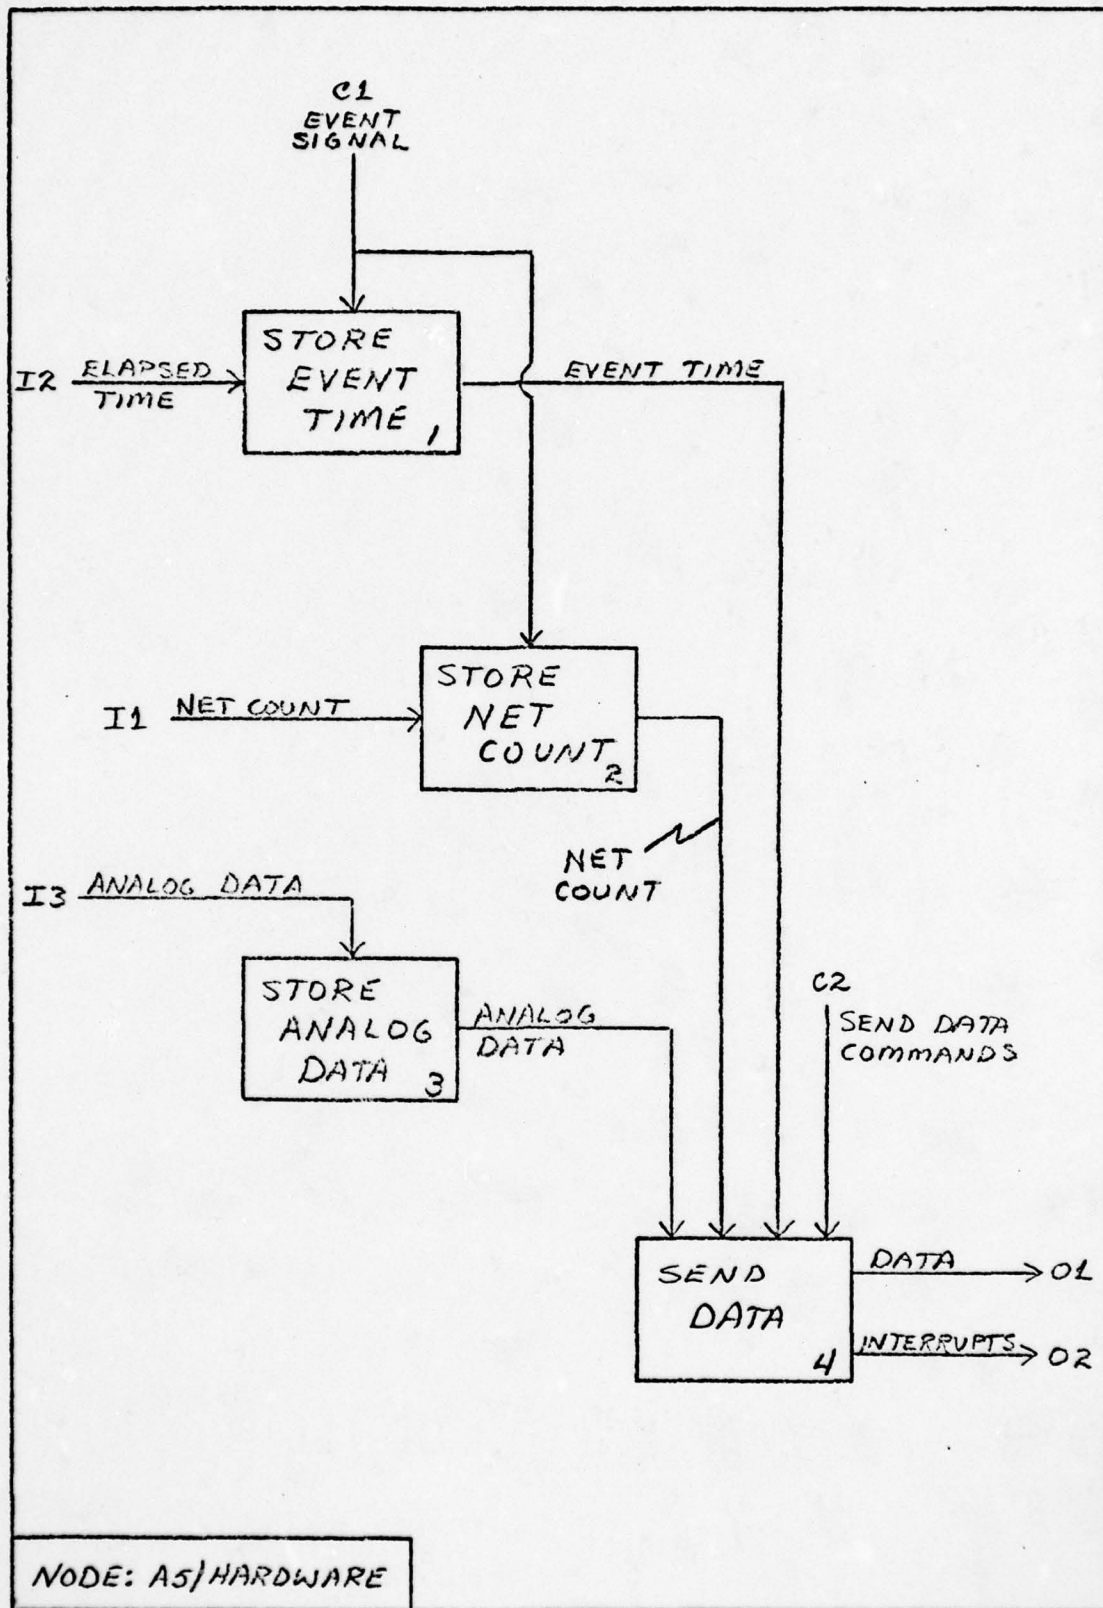 C1
EVENT
SIGNAL
STORE
EVENT
TIME
1
I2
ELAPSED
TIME
EVENT TIME
STORE
NET
COUNT
2
I1
NET COUNT
NET
COUNT
I3
ANALOG DATA
STORE
ANALOG
DATA
3
ANALOG
DATA
C2
SEND DATA
COMMANDS
SEND
DATA
4
DATA
O1
INTERRUPTS
O2
NODE: A5/HARDWARE